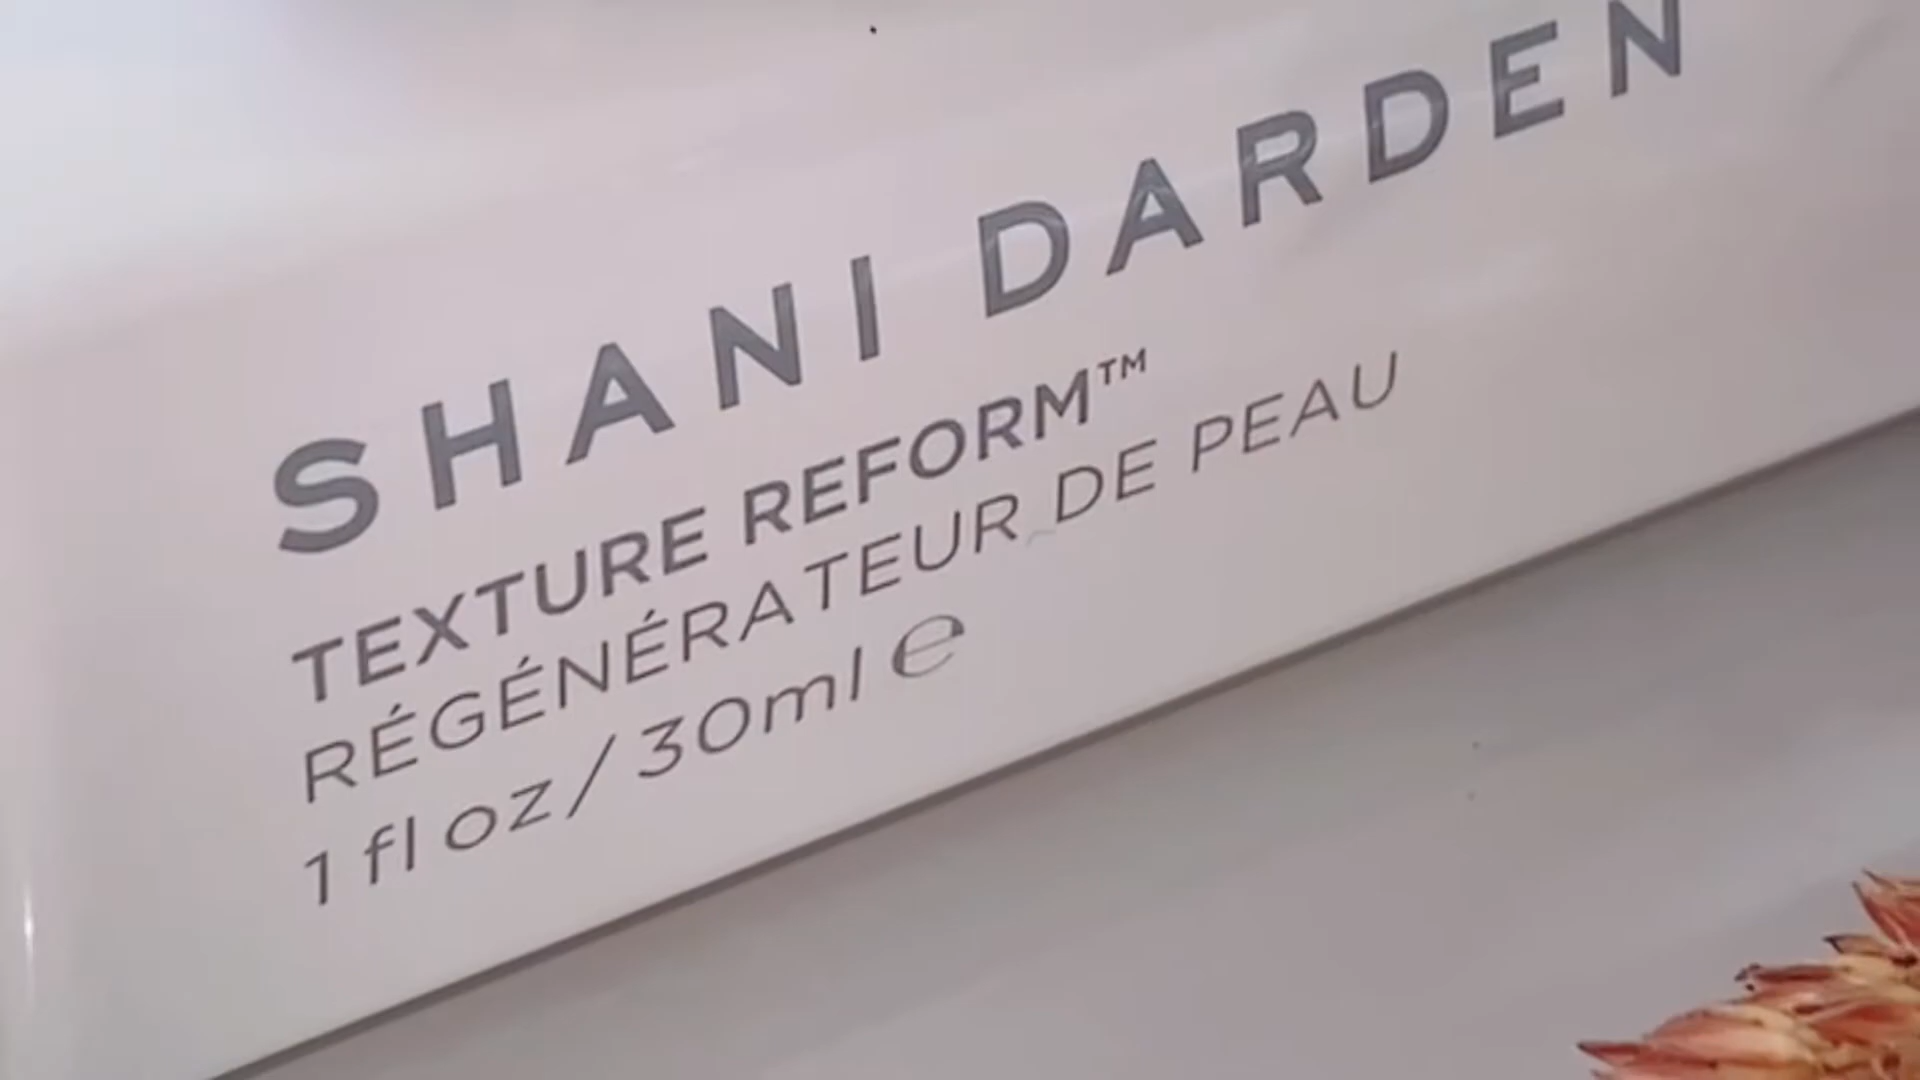 SHANI DARDEN
TEXTURE REFORM™
RÉGÉNÉRATEUR DE PEAU
1 fl oz/30ml ℮